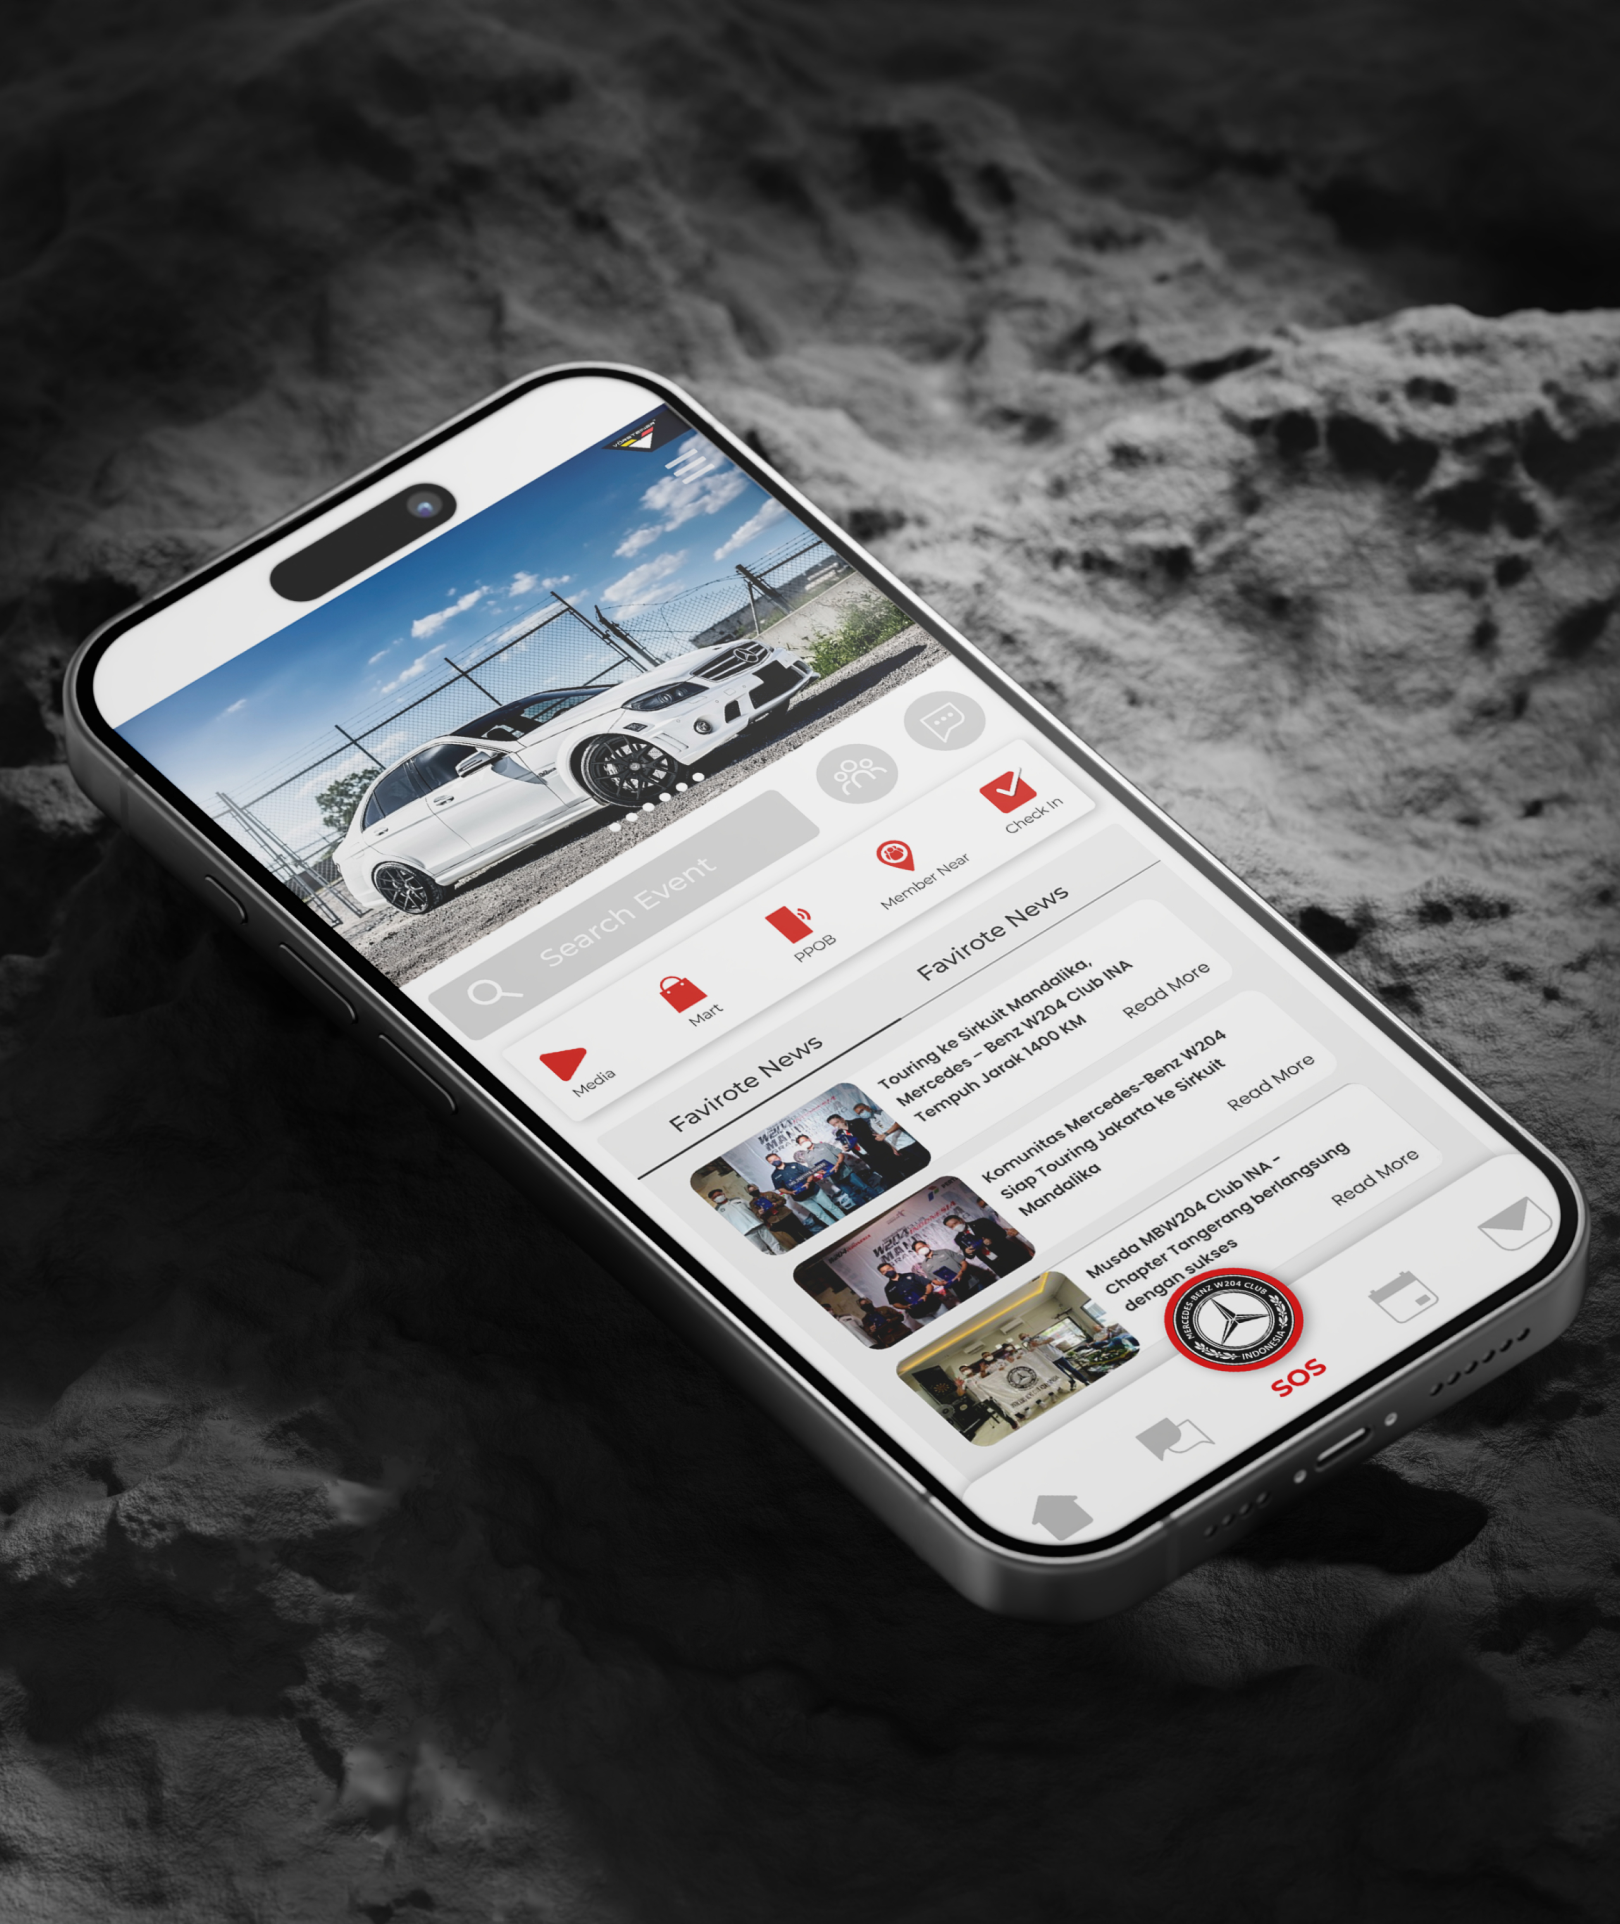 VORSTEINER
Search Event
Media
Mart
PPOB
Member Near
Check In
Favirote News
Favirote News
Touring ke Sirkuit Mandalika,
Mercedes - Benz W204 Club INA
Tempuh Jarak 1400 KM
Read More
Komunitas Mercedes-Benz W204
Siap Touring Jakarta ke Sirkuit
Mandalika
Read More
Musda MBW204 Club INA -
Chapter Tangerang berlangsung
dengan sukses
Read More
MERCEDES BENZ W204 CLUB
INDONESIA
SOS